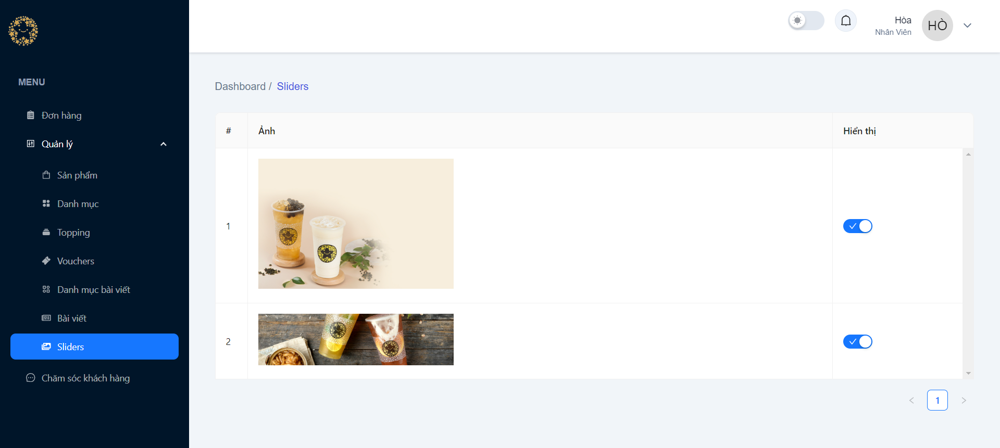 Hòa
Nhân Viên
HÒ
MENU
Đơn hàng
Quản lý
Sản phẩm
Danh mục
Topping
Vouchers
Danh mục bài viết
Bài viết
Sliders
Chăm sóc khách hàng
Dashboard / Sliders
# Ảnh Hiển thị
1
2
< 1 >